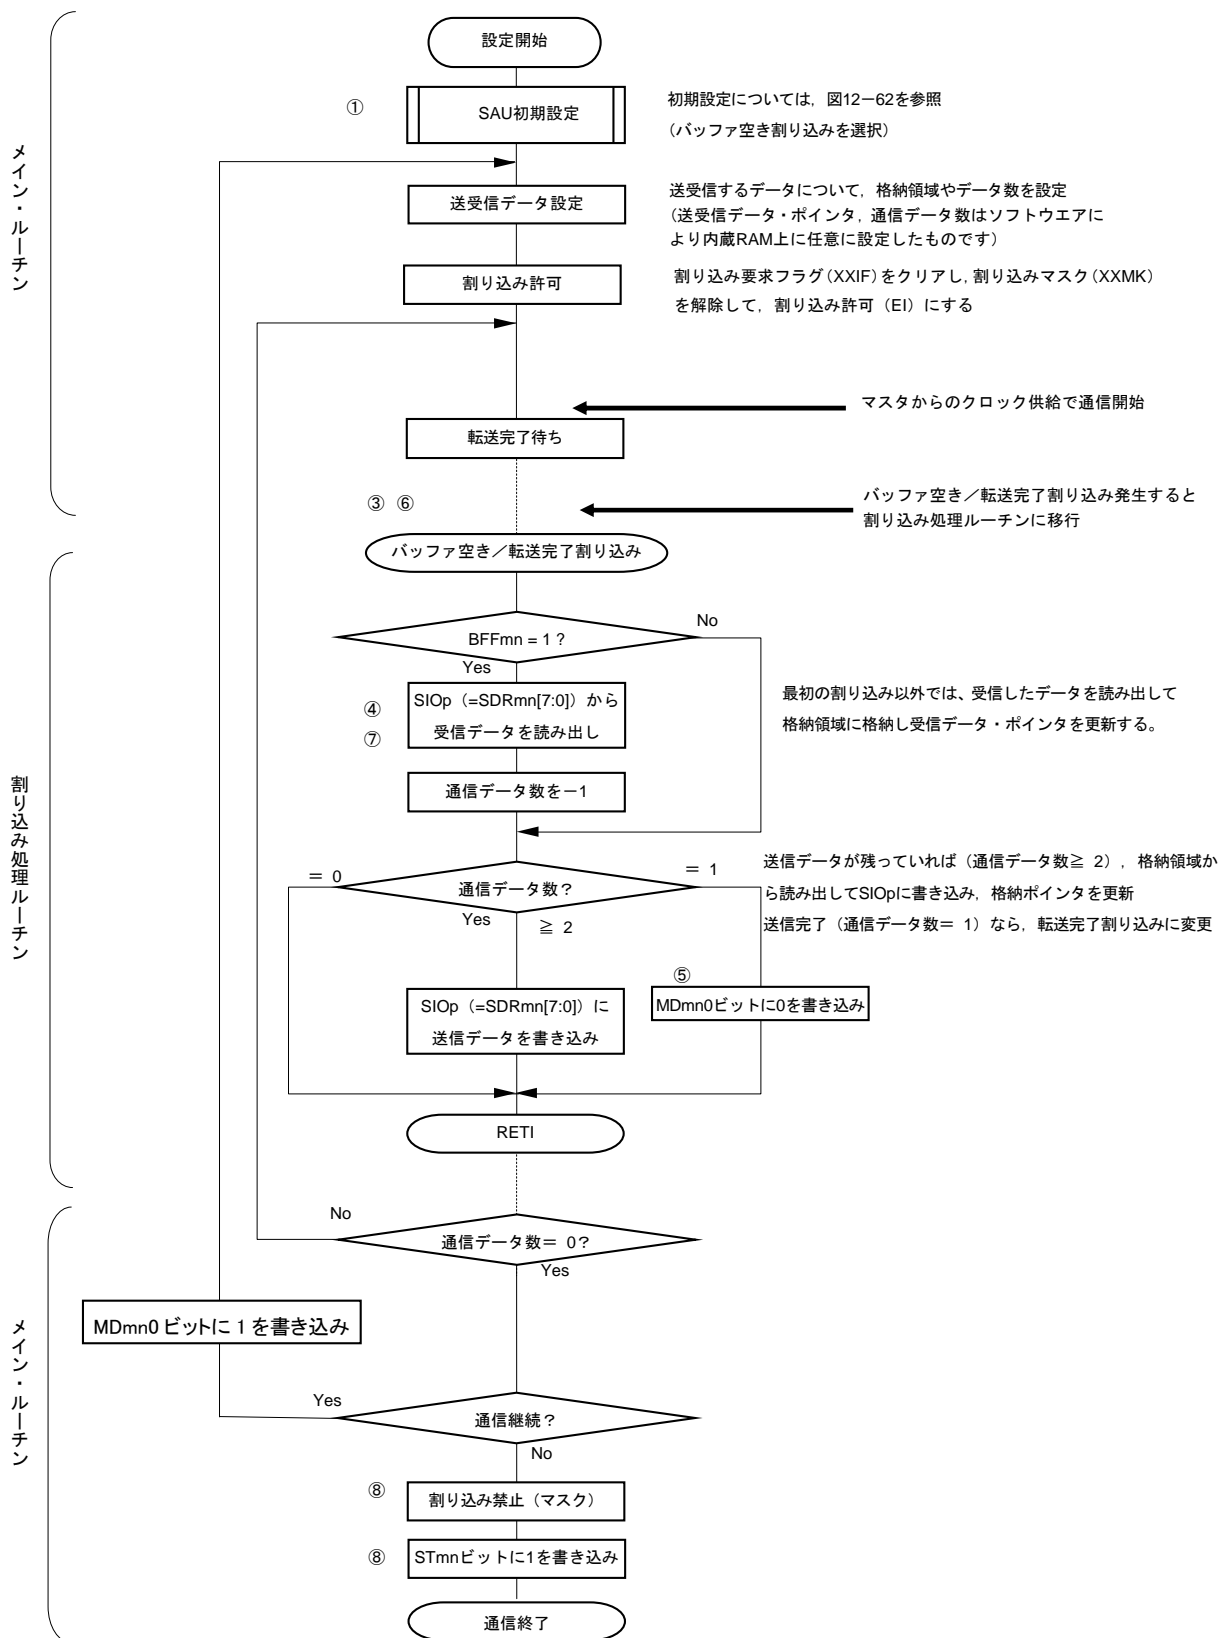 設定開始
①
SAU初期設定
初期設定については，図12－62を参照
（バッファ空き割り込みを選択）
メイン・ルーチン
送受信データ設定
送受信するデータについて，格納領域やデータ数を設定
（送受信データ・ポインタ，通信データ数はソフトウエアに
より内蔵RAM上に任意に設定したものです）
割り込み許可
割り込み要求フラグ（XXIF）をクリアし，割り込みマスク（XXMK）
を解除して，割り込み許可（EI）にする
マスタからのクロック供給で通信開始
転送完了待ち
③ ⑥
バッファ空き／転送完了割り込み発生すると
割り込み処理ルーチンに移行
バッファ空き／転送完了割り込み
割り込み処理ルーチン
BFFmn = 1？
No
Yes
④
⑦
SIOp（=SDRmn[7:0]）から
受信データを読み出し
最初の割り込み以外では、受信したデータを読み出して
格納領域に格納し受信データ・ポインタを更新する。
通信データ数を－1
通信データ数？
＝ 0
＝ 1
Yes
≧ 2
送信データが残っていれば（通信データ数≧ 2），格納領域か
ら読み出してSIOpに書き込み，格納ポインタを更新
送信完了（通信データ数＝ 1）なら，転送完了割り込みに変更
SIOp（=SDRmn[7:0]）に
送信データを書き込み
⑤
MDmn0ビットに0を書き込み
RETI
メイン・ルーチン
通信データ数＝ 0？
No
Yes
MDmn0 ビットに 1 を書き込み
通信継続？
Yes
No
⑧
割り込み禁止（マスク）
⑧
STmnビットに1を書き込み
通信終了